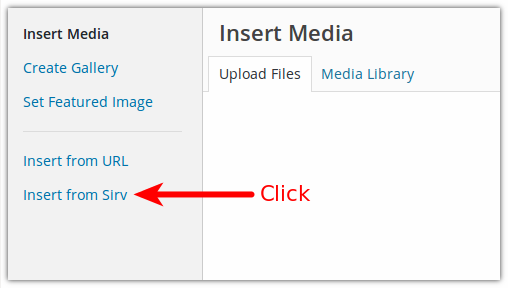 Insert Media
Create Gallery
Set Featured Image
Insert from URL
Insert from Sirv
Insert Media
Upload Files
Media Library
Click